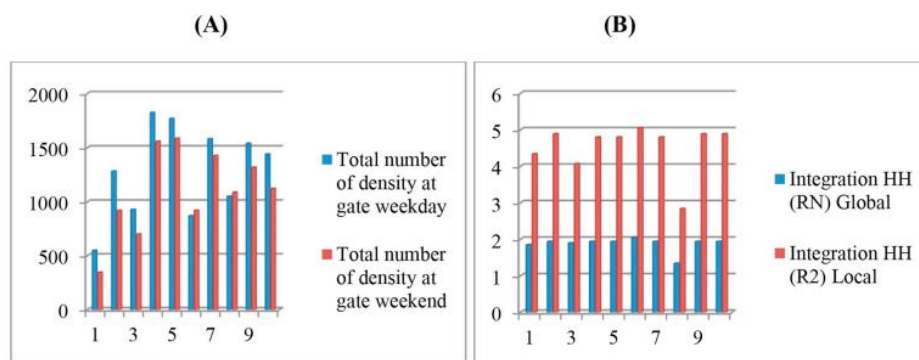 (A)
(B)
2000
1500
1000
500
0
1 3 5 7 9
Total number
of density at
gate weekday
Total number
of density at
gate weekend
6
5
4
3
2
1
0
1 3 5 7 9
Integration HH
(RN) Global
Integration HH
(R2) Local